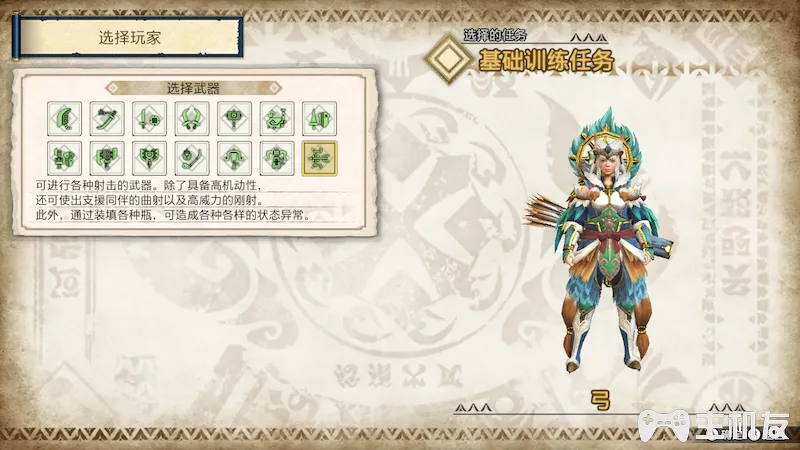 选择玩家
选择的任务
基础训练任务
选择武器
可进行各种射击的武器。除了具备高机动性，
还可使出支援同伴的曲射以及高威力的刚射。
此外，通过装填各种瓶，可造成各种各样的状态异常。
弓
主机友